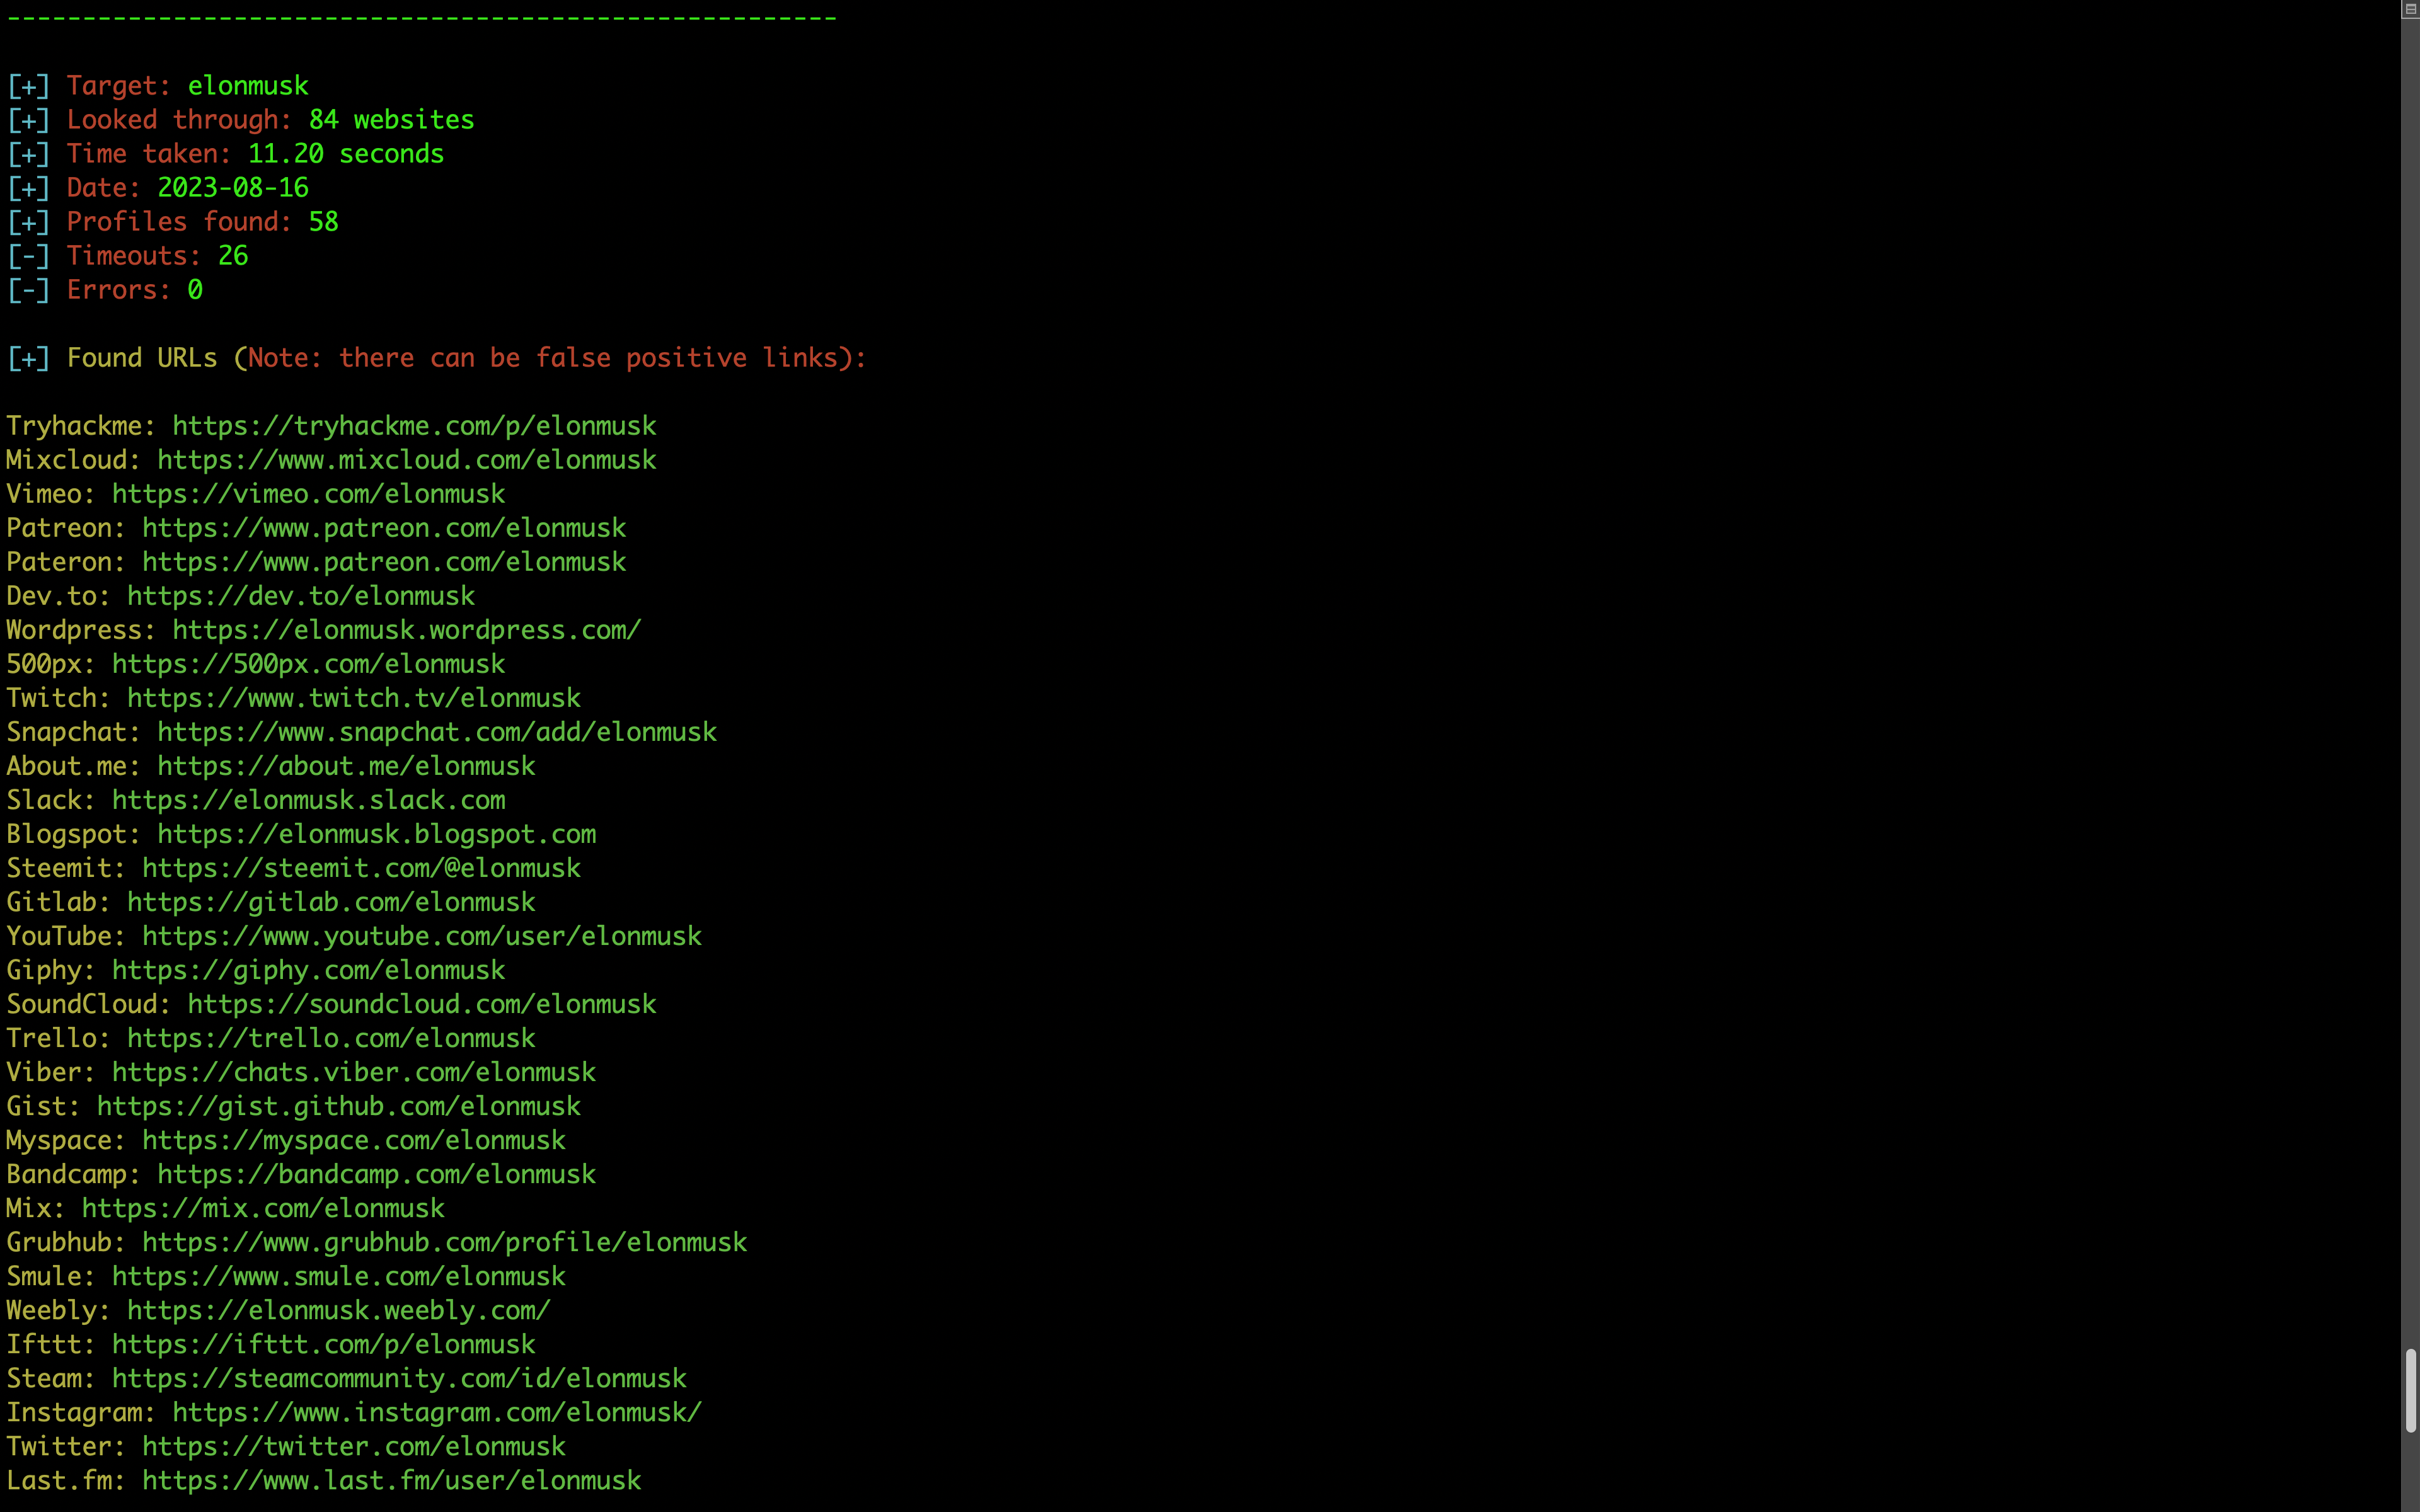 -------------------------------------------------------
[+] Target: elonmusk
[+] Looked through: 84 websites
[+] Time taken: 11.20 seconds
[+] Date: 2023-08-16
[+] Profiles found: 58
[-] Timeouts: 26
[-] Errors: 0
[+] Found URLs (Note: there can be false positive links):
Tryhackme: https://tryhackme.com/p/elonmusk
Mixcloud: https://www.mixcloud.com/elonmusk
Vimeo: https://vimeo.com/elonmusk
Patreon: https://www.patreon.com/elonmusk
Pateron: https://www.patreon.com/elonmusk
Dev.to: https://dev.to/elonmusk
Wordpress: https://elonmusk.wordpress.com/
500px: https://500px.com/elonmusk
Twitch: https://www.twitch.tv/elonmusk
Snapchat: https://www.snapchat.com/add/elonmusk
About.me: https://about.me/elonmusk
Slack: https://elonmusk.slack.com
Blogspot: https://elonmusk.blogspot.com
Steemit: https://steemit.com/@elonmusk
Gitlab: https://gitlab.com/elonmusk
YouTube: https://www.youtube.com/user/elonmusk
Giphy: https://giphy.com/elonmusk
SoundCloud: https://soundcloud.com/elonmusk
Trello: https://trello.com/elonmusk
Viber: https://chats.viber.com/elonmusk
Gist: https://gist.github.com/elonmusk
Myspace: https://myspace.com/elonmusk
Bandcamp: https://bandcamp.com/elonmusk
Mix: https://mix.com/elonmusk
Grubhub: https://www.grubhub.com/profile/elonmusk
Smule: https://www.smule.com/elonmusk
Weebly: https://elonmusk.weebly.com/
Ifttt: https://ifttt.com/p/elonmusk
Steam: https://steamcommunity.com/id/elonmusk
Instagram: https://www.instagram.com/elonmusk/
Twitter: https://twitter.com/elonmusk
Last.fm: https://www.last.fm/user/elonmusk